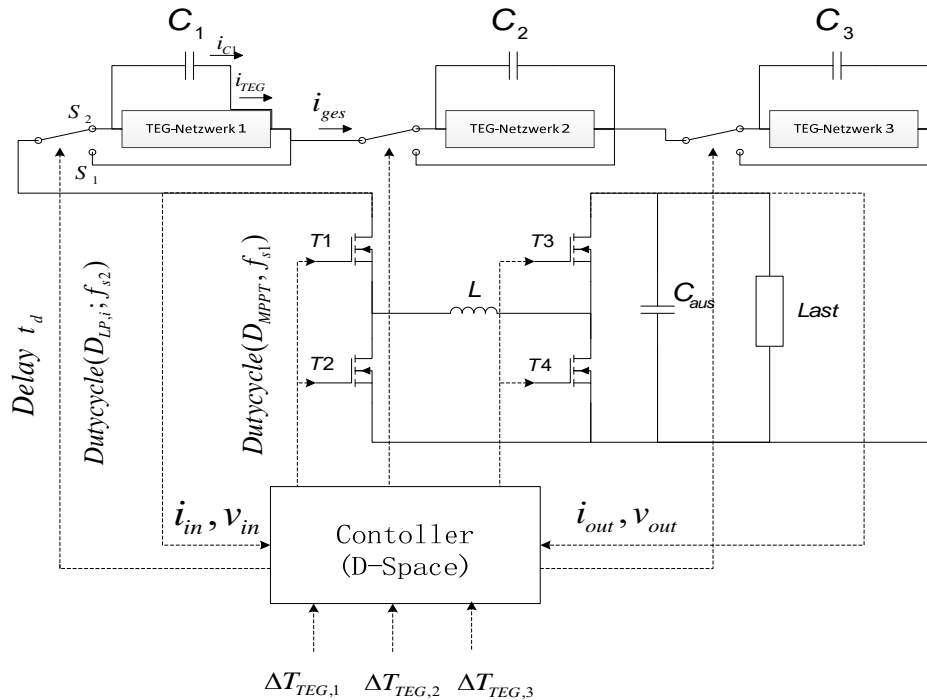 C1
C2
C3
iC1
iTEG
iges
S2
TEG-Netzwerk 1
TEG-Netzwerk 2
TEG-Netzwerk 3
S1
T1
T3
L
Caus
Last
T2
T4
Delay td
Dutycycle(DLP,i; fs2)
Dutycycle(DMPPT, fs1)
iin, vin
Contoller
(D-Space)
iout, vout
ΔTTEG,1
ΔTTEG,2
ΔTTEG,3